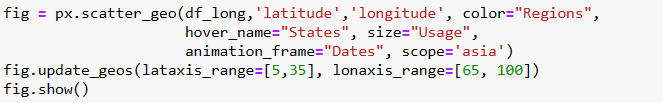 fig = px.scatter_geo(df_long,'latitude','longitude', color="Regions",
                     hover_name="States", size="Usage",
                     animation_frame="Dates", scope='asia')
fig.update_geos(lataxis_range=[5,35], lonaxis_range=[65, 100])
fig.show()